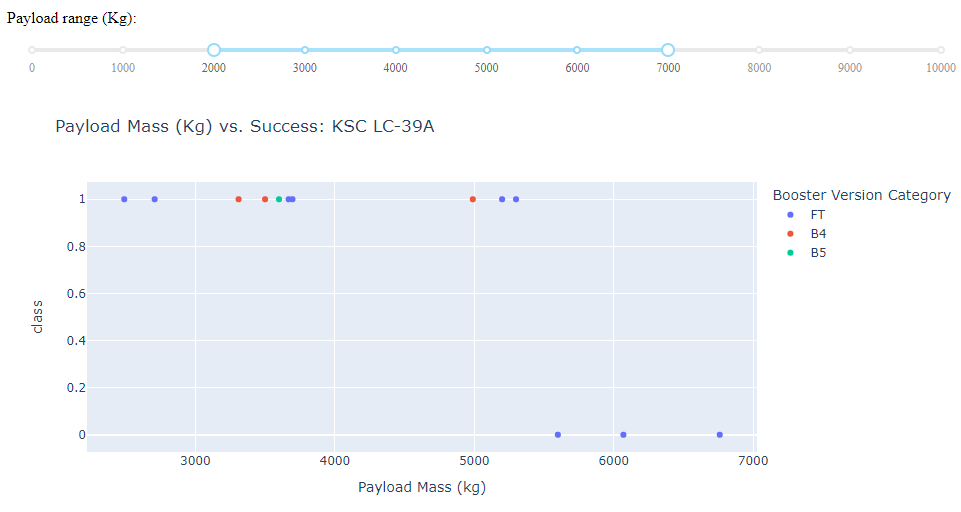 Payload range (Kg):
0 1000 2000 3000 4000 5000 6000 7000 8000 9000 10000
Payload Mass (Kg) vs. Success: KSC LC-39A
Booster Version Category
FT
B4
B5
1
0.8
0.6
0.4
0.2
0
class
3000 4000 5000 6000 7000
Payload Mass (kg)